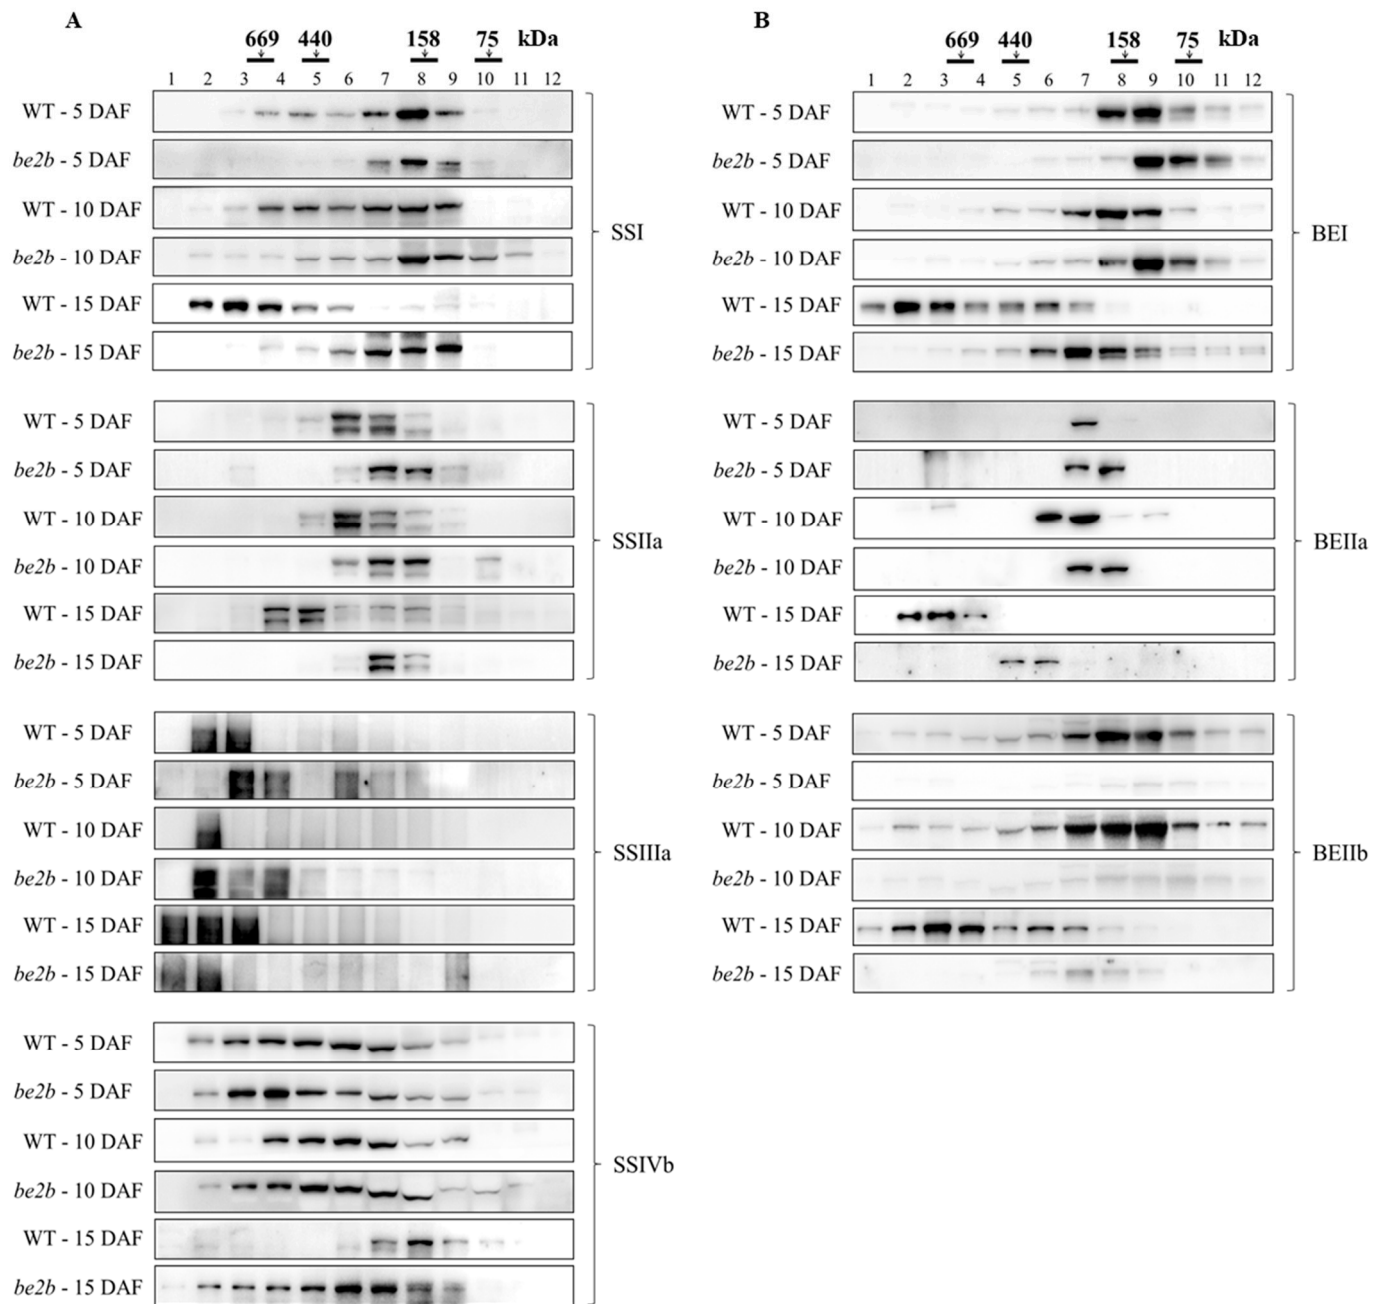 A
669 440 158 75 kDa
1 2 3 4 5 6 7 8 9 10 11 12
WT - 5 DAF
be2b - 5 DAF
WT - 10 DAF
be2b - 10 DAF
WT - 15 DAF
be2b - 15 DAF
SSI
WT - 5 DAF
be2b - 5 DAF
WT - 10 DAF
be2b - 10 DAF
WT - 15 DAF
be2b - 15 DAF
SSIIa
WT - 5 DAF
be2b - 5 DAF
WT - 10 DAF
be2b - 10 DAF
WT - 15 DAF
be2b - 15 DAF
SSIIIa
WT - 5 DAF
be2b - 5 DAF
WT - 10 DAF
be2b - 10 DAF
WT - 15 DAF
be2b - 15 DAF
SSIVb
B
669 440 158 75 kDa
1 2 3 4 5 6 7 8 9 10 11 12
WT - 5 DAF
be2b - 5 DAF
WT - 10 DAF
be2b - 10 DAF
WT - 15 DAF
be2b - 15 DAF
BEI
WT - 5 DAF
be2b - 5 DAF
WT - 10 DAF
be2b - 10 DAF
WT - 15 DAF
be2b - 15 DAF
BEIIa
WT - 5 DAF
be2b - 5 DAF
WT - 10 DAF
be2b - 10 DAF
WT - 15 DAF
be2b - 15 DAF
BEIIb